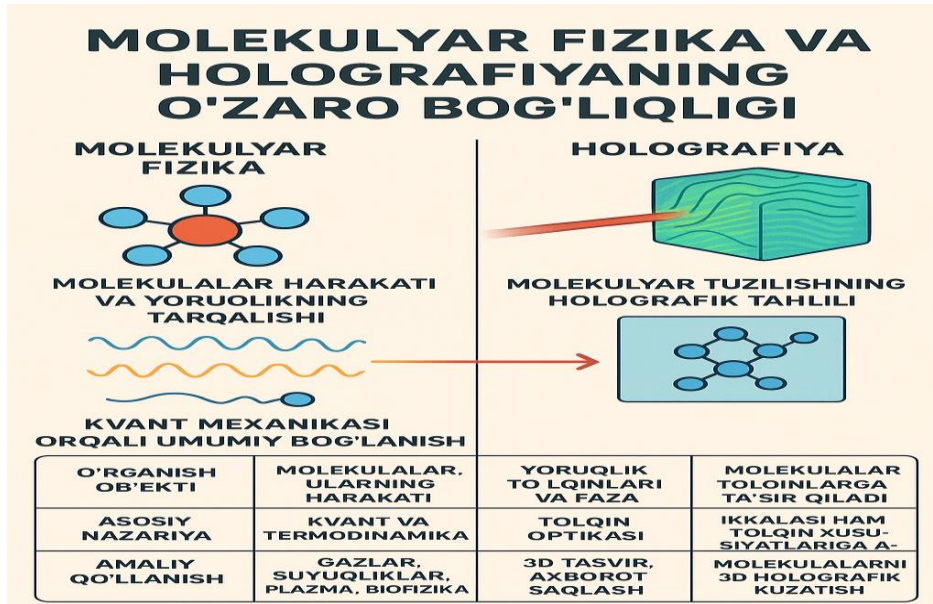 MOLEKULYAR FIZIKA VA
HOLOGRAFIYANING
O'ZARO BOG'LIQLIGI
MOLEKULYAR
FIZIKA
MOLEKULALAR HARAKATI
VA YORUOLIKNING
TARQALISHI
KVANT MEXANIKASI
ORQALI UMUMIY BOG'LANISH
HOLOGRAFIYA
MOLEKULYAR TUZILISHNING
HOLOGRAFIK TAHLILI
O'RGANISH
OB'EKTI
MOLEKULALAR,
ULARNING
HARAKATI
YORUQLIK
TO LQINLARI
VA FAZA
MOLEKULALAR
TOLOINLARGA
TA'SIR QILADI
ASOSIY
NAZARIYA
KVANT VA
TERMODINAMIKA
TOLQIN
OPTIKASI
IKKALASI HAM
TOLQIN XUSU-
SIYATLARIGA A-
AMALIY
QO'LLANISH
GAZLAR,
SUYUQLIKLAR,
PLAZMA, BIOFIZIKA
3D TASVIR,
AXBOROT
SAQLASH
MOLEKULALARNI
3D HOLOGRAFIK
KUZATISH